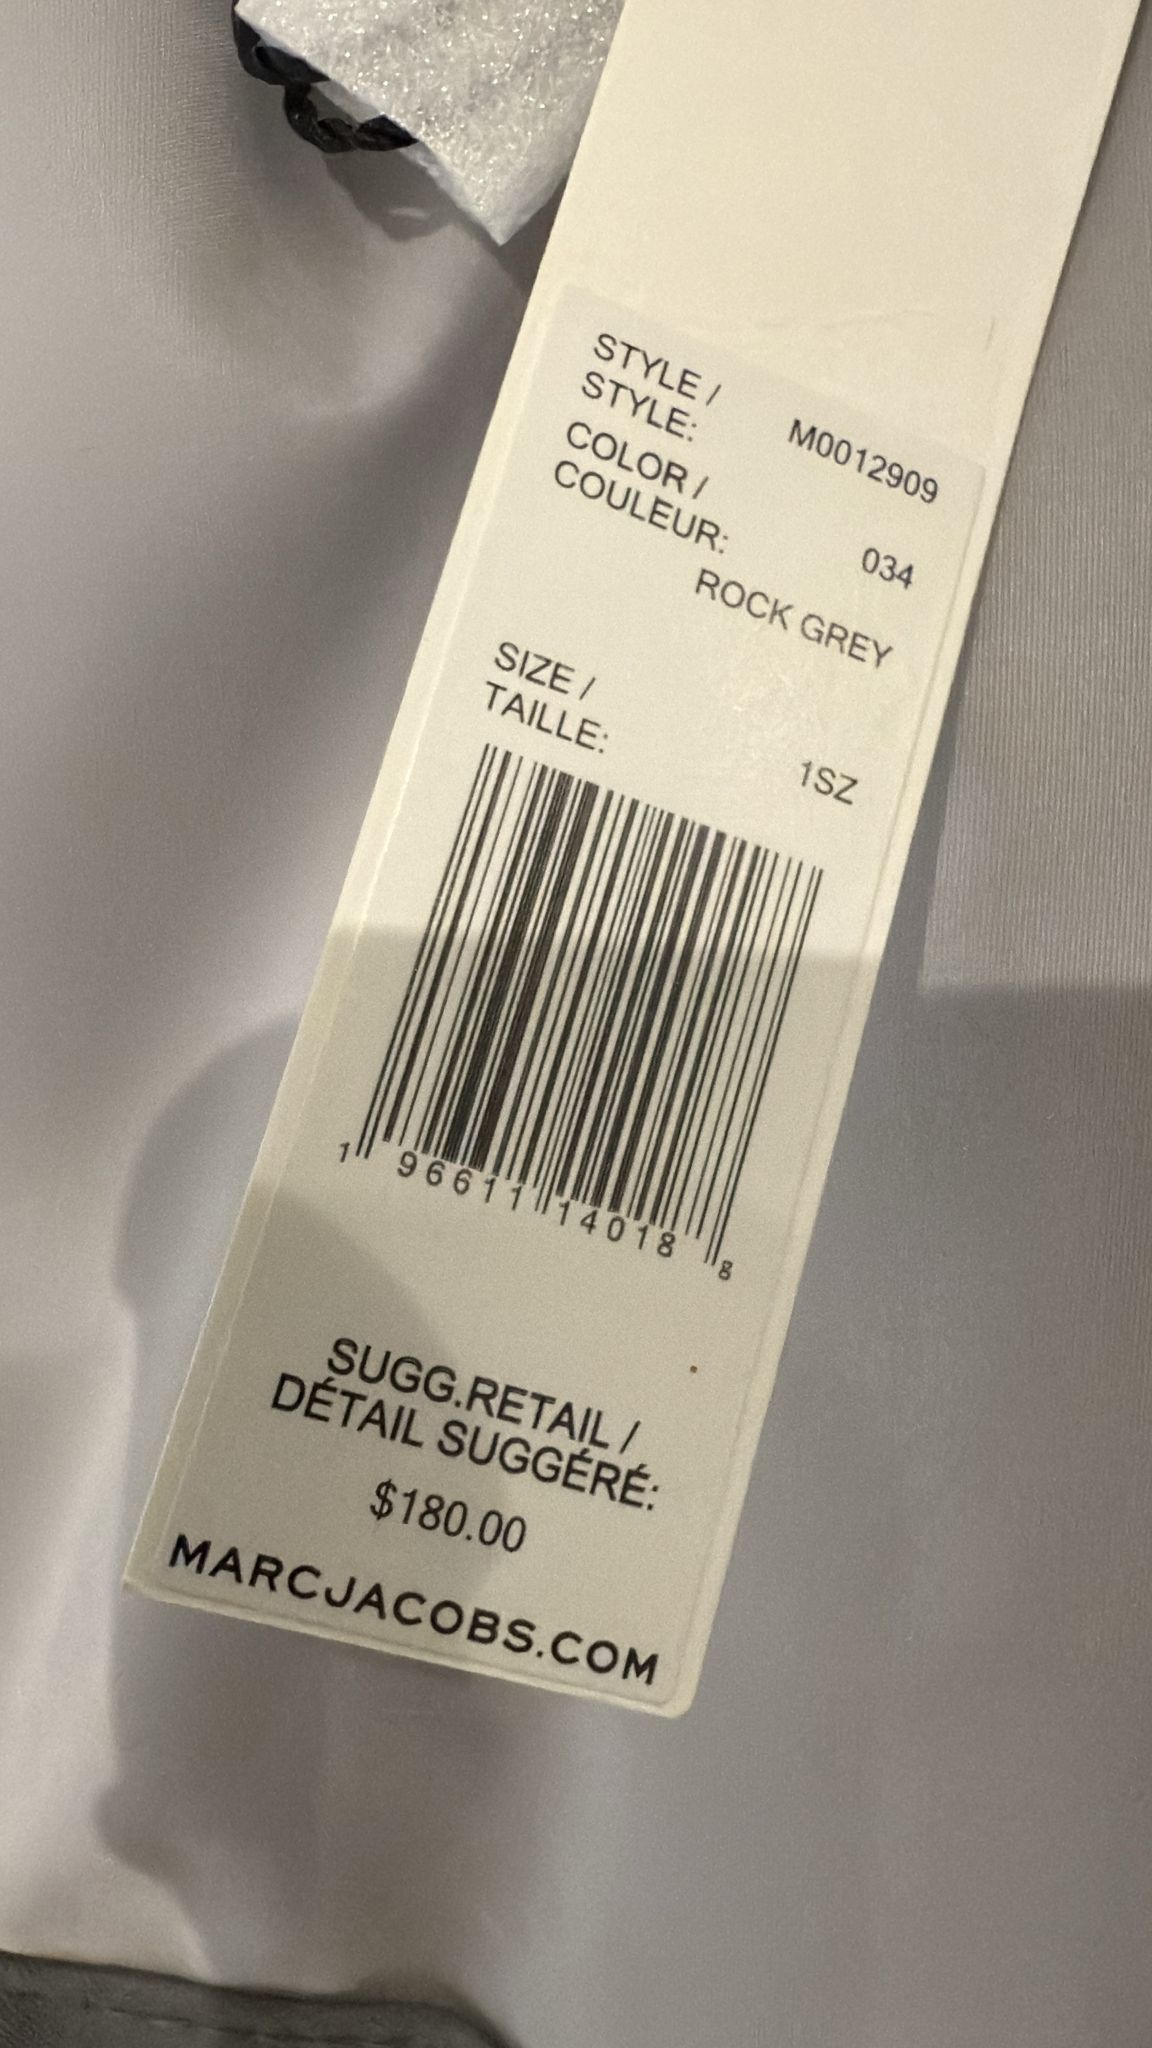 STYLE /
STYLE: M0012909
COLOR /
COULEUR: 034
ROCK GREY
SIZE /
TAILLE: 1SZ
1 96611 14018 8
SUGG.RETAIL /
DÉTAIL SUGGÉRÉ:
$180.00
MARCJACOBS.COM